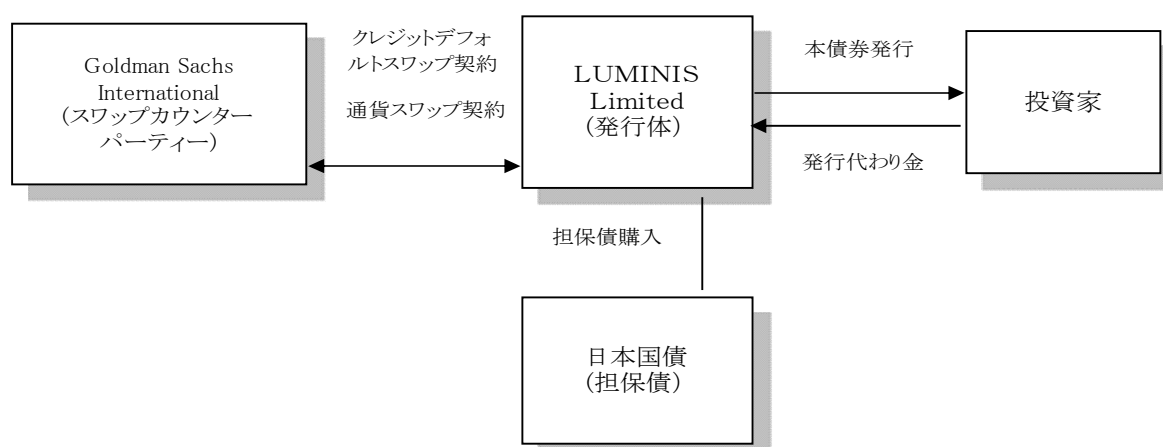 Goldman Sachs
International
(スワップカウンター
パーティー)
クレジットデフォ
ルトスワップ契約
通貨スワップ契約
LUMINIS
Limited
(発行体)
本債券発行
発行代わり金
投資家
担保債購入
日本国債
(担保債)